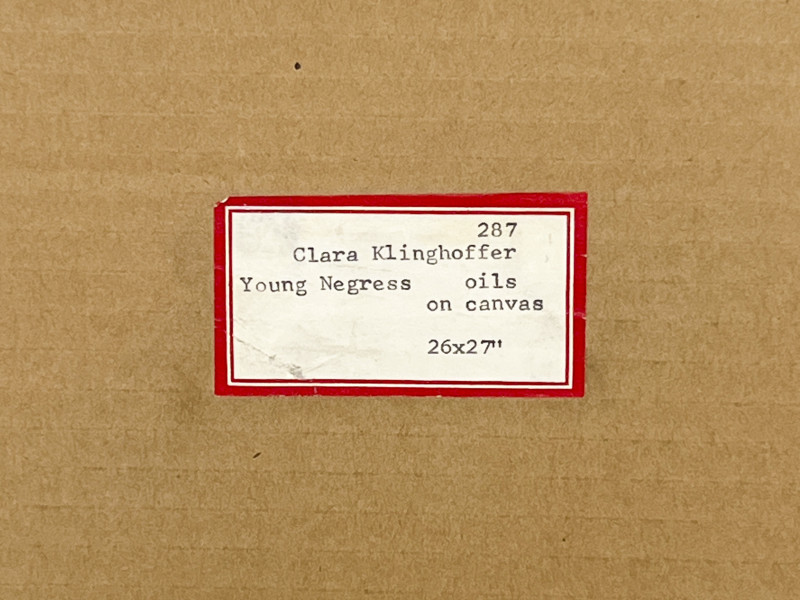 287
Clara Klinghoffer
Young Negress oils
on canvas
26x27"